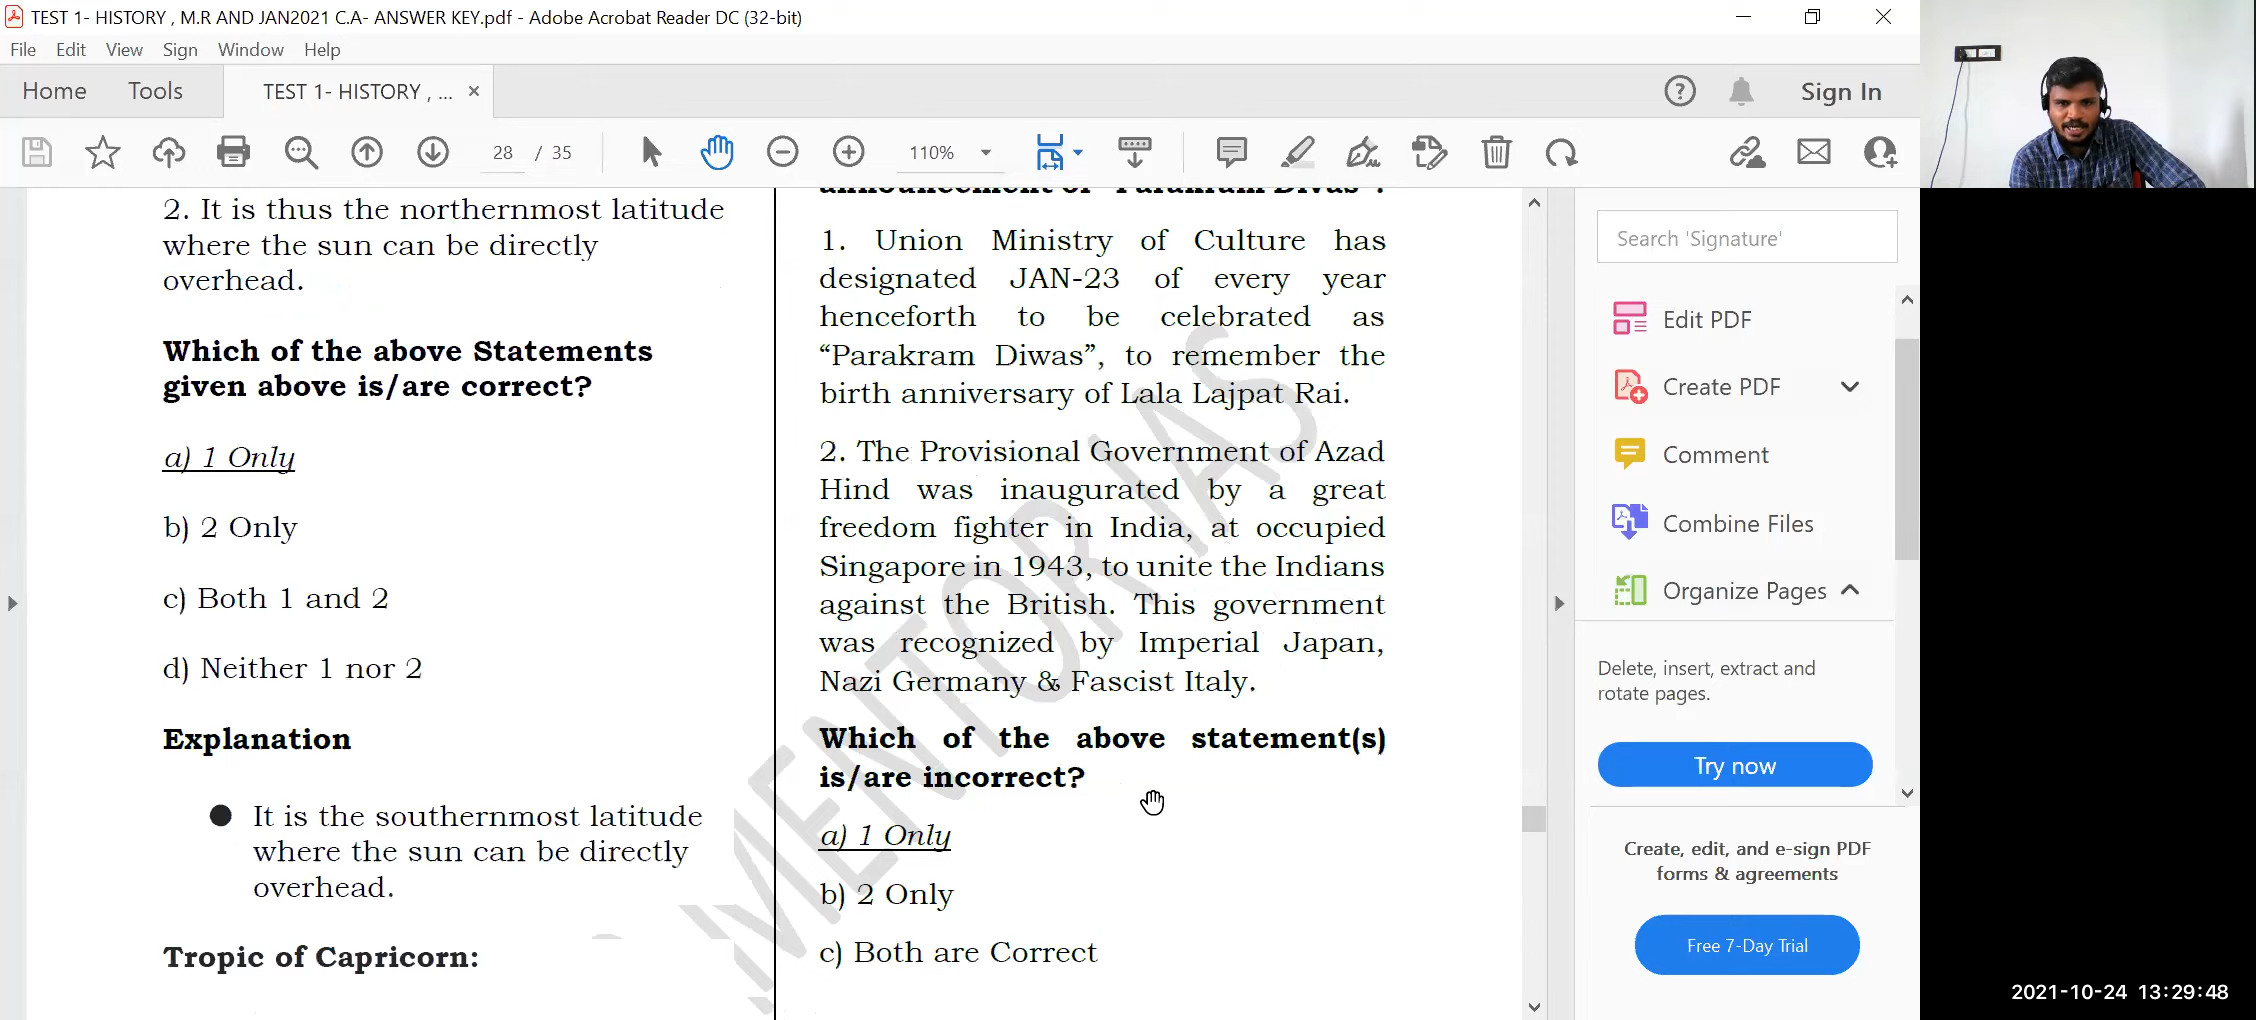 TEST 1- HISTORY , M.R AND JAN2021 C.A- ANSWER KEY.pdf - Adobe Acrobat Reader DC (32-bit)
File Edit View Sign Window Help
Home Tools TEST 1- HISTORY , ... × Sign In
28 / 35 110%
2. It is thus the northernmost latitude
where the sun can be directly
overhead.
Which of the above Statements
given above is/are correct?
a) 1 Only
b) 2 Only
c) Both 1 and 2
d) Neither 1 nor 2
Explanation
● It is the southernmost latitude
where the sun can be directly
overhead.
Tropic of Capricorn:
announcement of "Parakram Divas".
1. Union Ministry of Culture has
designated JAN-23 of every year
henceforth to be celebrated as
“Parakram Diwas”, to remember the
birth anniversary of Lala Lajpat Rai.
2. The Provisional Government of Azad
Hind was inaugurated by a great
freedom fighter in India, at occupied
Singapore in 1943, to unite the Indians
against the British. This government
was recognized by Imperial Japan,
Nazi Germany & Fascist Italy.
Which of the above statement(s)
is/are incorrect?
a) 1 Only
b) 2 Only
c) Both are Correct
MENTOR IAS
Search 'Signature'
Edit PDF
Create PDF
Comment
Combine Files
Organize Pages
Delete, insert, extract and
rotate pages.
Try now
Create, edit, and e-sign PDF
forms & agreements
Free 7-Day Trial
2021-10-24 13:29:48